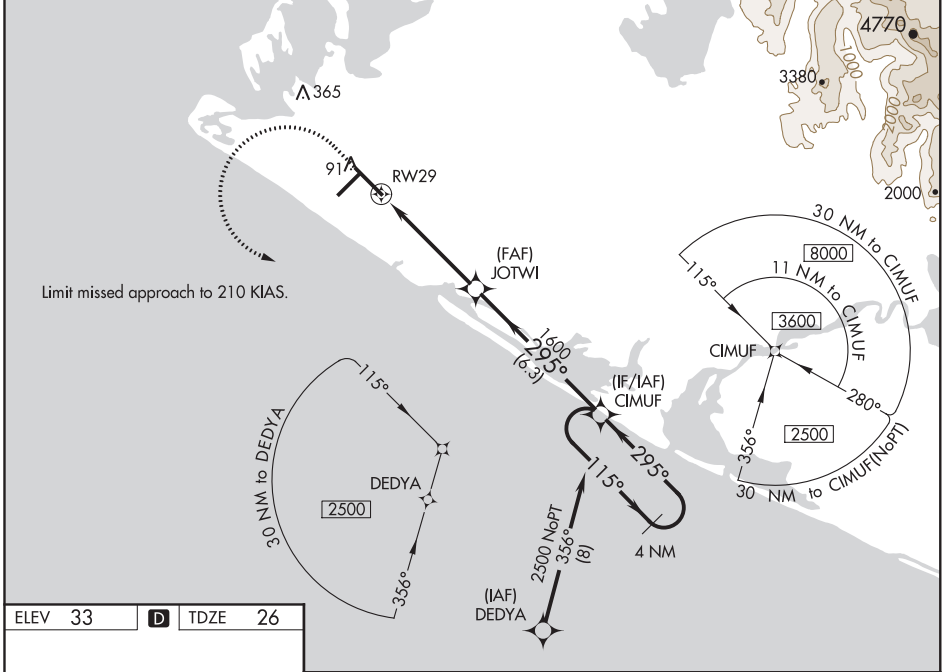 4770
1000
3380
2000
2000
365
91
RW29
30 NM to CIMUF
8000
(FAF)
JOTWI
115°
11 NM to CIMUF
Limit missed approach to 210 KIAS.
3600
1600
295°
(6.3)
CIMUF
(IF/IAF)
CIMUF
115°
280°
30 NM to DEDYA
2500
356°
295°
115°
DEDYA
2500
30 NM to CIMUF(NoPT)
2500 NoPT
356°
(8)
4 NM
356°
(IAF)
DEDYA
ELEV 33 D TDZE 26